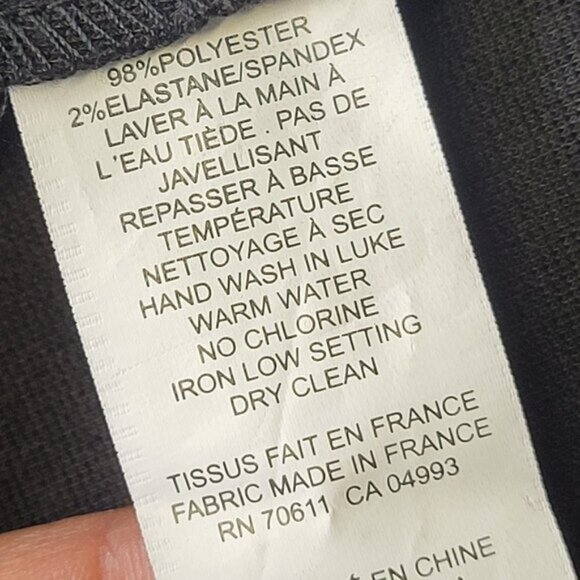 98%POLYESTER
2%ELASTANE/SPANDEX
LAVER À LA MAIN À
L'EAU TIÈDE . PAS DE
JAVELLISANT
REPASSER À BASSE
TEMPÉRATURE
NETTOYAGE À SEC
HAND WASH IN LUKE
WARM WATER
NO CHLORINE
IRON LOW SETTING
DRY CLEAN
TISSUS FAIT EN FRANCE
FABRIC MADE IN FRANCE
RN 70611 CA 04993
EN CHINE